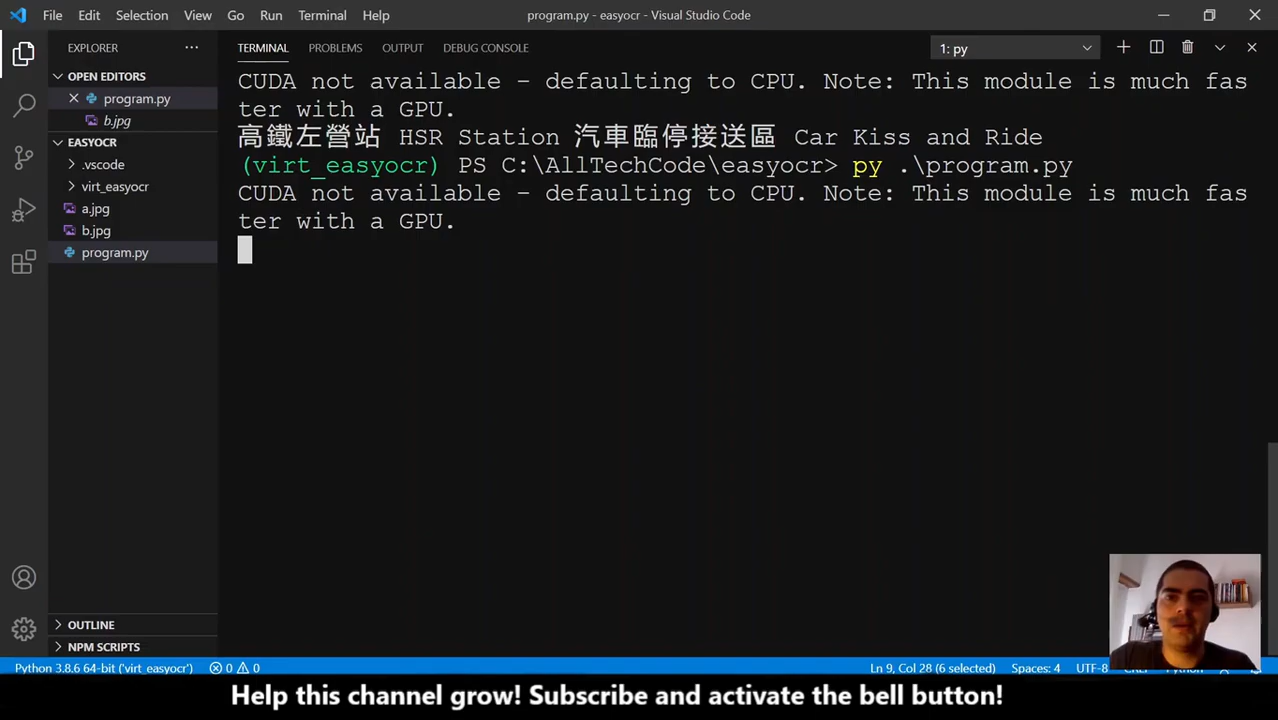 File Edit Selection View Go Run Terminal Help
program.py - easyocr - Visual Studio Code
EXPLORER
OPEN EDITORS
program.py
b.jpg
EASYOCR
.vscode
virt_easyocr
a.jpg
b.jpg
program.py
OUTLINE
NPM SCRIPTS
TERMINAL PROBLEMS OUTPUT DEBUG CONSOLE
1: py
CUDA not available - defaulting to CPU. Note: This module is much fas
ter with a GPU.
高鐵左營站 HSR Station 汽車臨停接送區 Car Kiss and Ride
(virt_easyocr) PS C:\AllTechCode\easyocr> py .\program.py
CUDA not available - defaulting to CPU. Note: This module is much fas
ter with a GPU.
Python 3.8.6 64-bit ('virt_easyocr') 0 0 Ln 9, Col 28 (6 selected) Spaces: 4 UTF-8
Help this channel grow! Subscribe and activate the bell button!